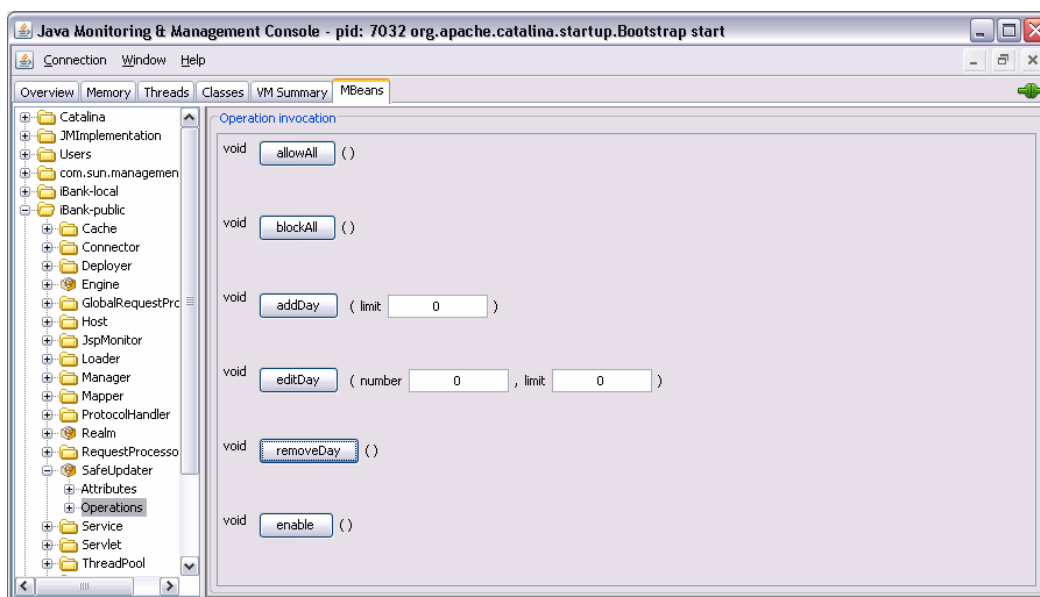 Java Monitoring & Management Console - pid: 7032 org.apache.catalina.startup.Bootstrap start
Connection Window Help
Overview Memory Threads Classes VM Summary MBeans
Catalina
JMImplementation
Users
com.sun.managemen
iBank-local
iBank-public
Cache
Connector
Deployer
Engine
GlobalRequestPrc
Host
JspMonitor
Loader
Manager
Mapper
ProtocolHandler
Realm
RequestProcesso
SafeUpdater
Attributes
Operations
Service
Servlet
ThreadPool
Operation invocation
void allowAll ( )
void blockAll ( )
void addDay ( limit 0 )
void editDay ( number 0 , limit 0 )
void removeDay ( )
void enable ( )